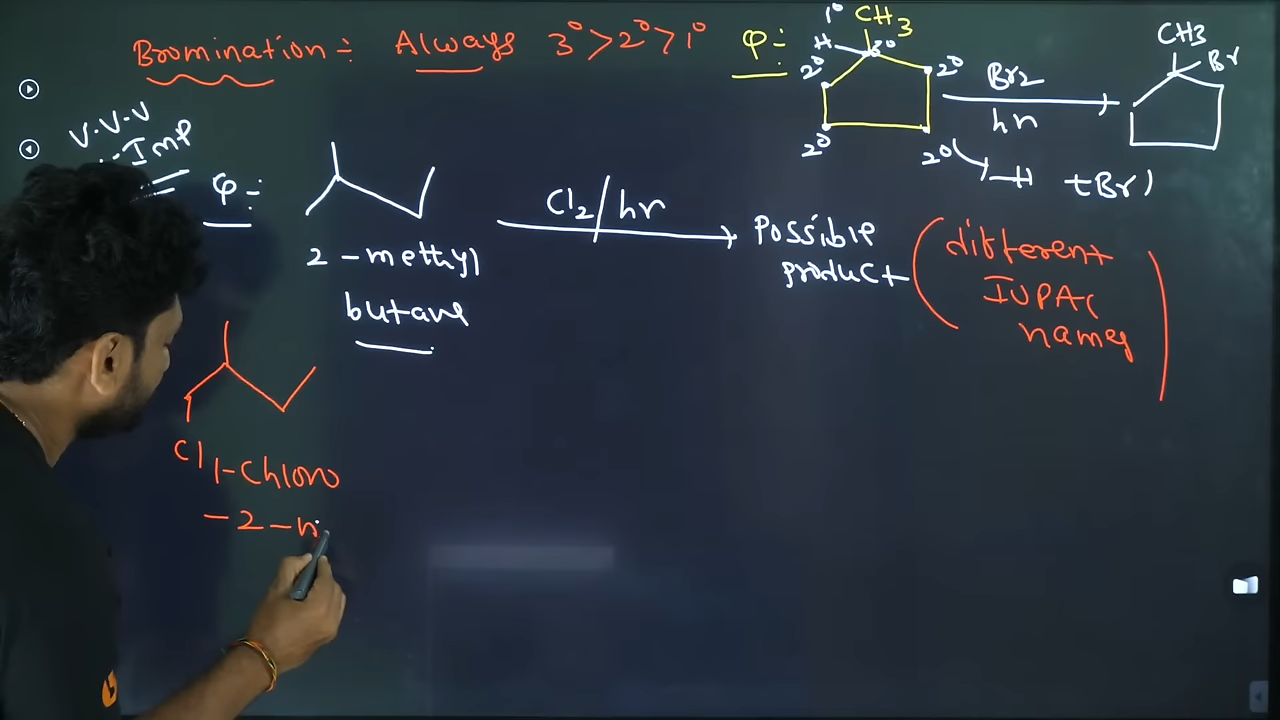 Bromination :- Always 3° > 2° > 1°
φ :-
1° CH3
H 3°
2° 2°
2° 2°
Br2
hν
H + Br)
CH3
Br
V.V.V
Imp
φ :-
2-methyl
butane
Cl2/hν
Possible
product
(different
IUPAC
names)
Cl
1-Chloro
-2-m